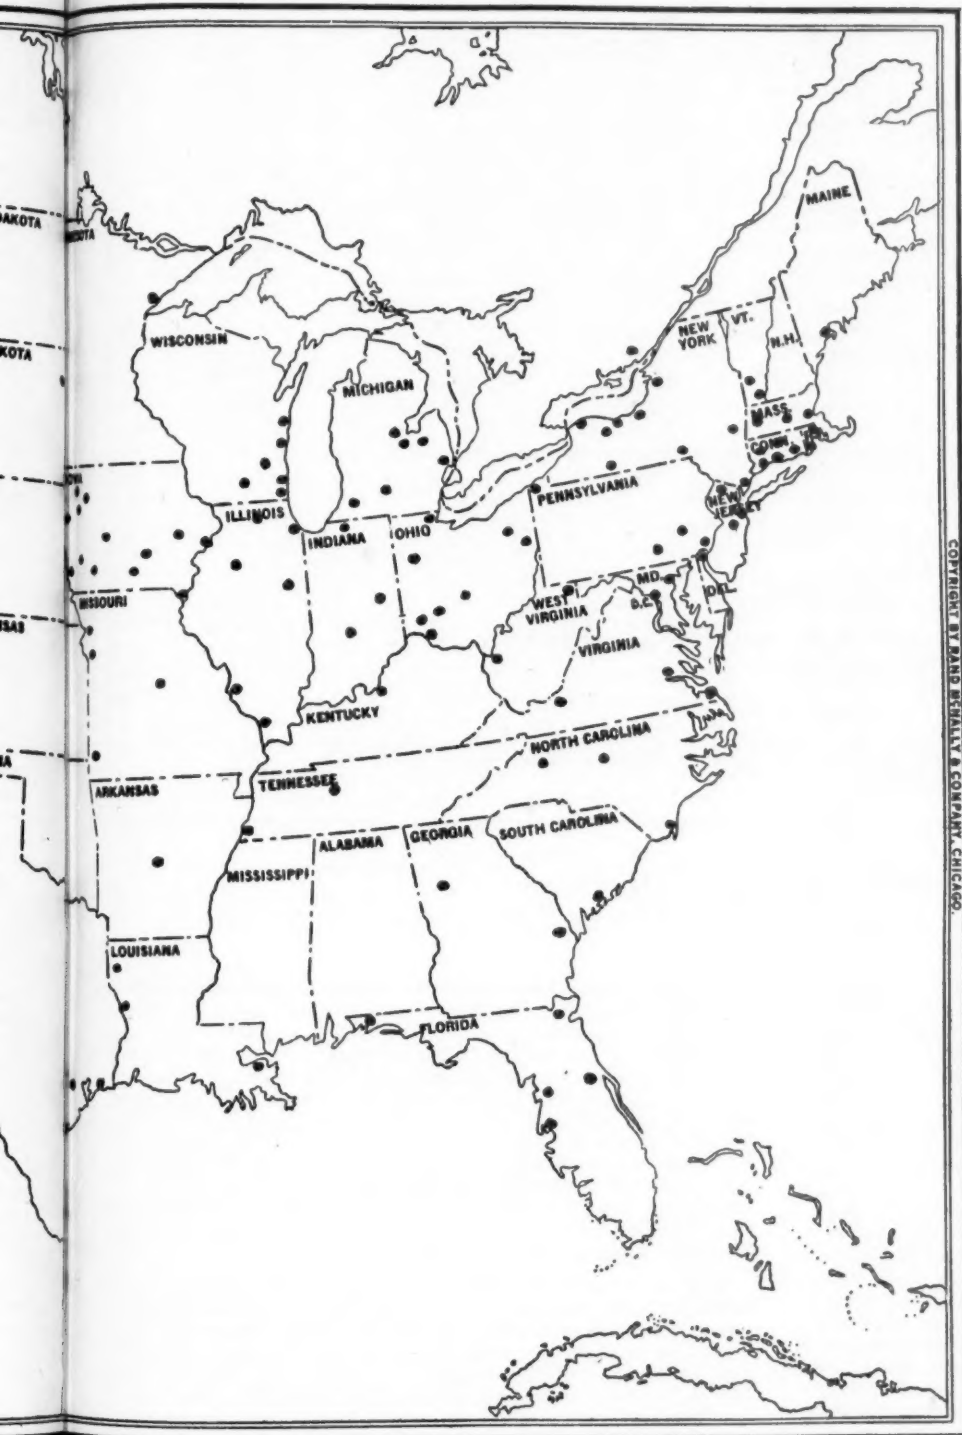 MAINE
DAKOTA
NEW
YORK
VT.
WISCONSIN
N.H.
KOTA
MICHIGAN
MASS.
CONN.
PENNSYLVANIA
NEW
JERSEY
ILLINOIS
INDIANA
OHIO
MD.
DEL.
D.C.
WEST
VIRGINIA
VIRGINIA
KENTUCKY
NORTH CAROLINA
ARKANSAS
TENNESSEE
GEORGIA
SOUTH CAROLINA
ALABAMA
MISSISSIPPI
LOUISIANA
FLORIDA
COPYRIGHT BY RAND MCNALLY & COMPANY, CHICAGO.